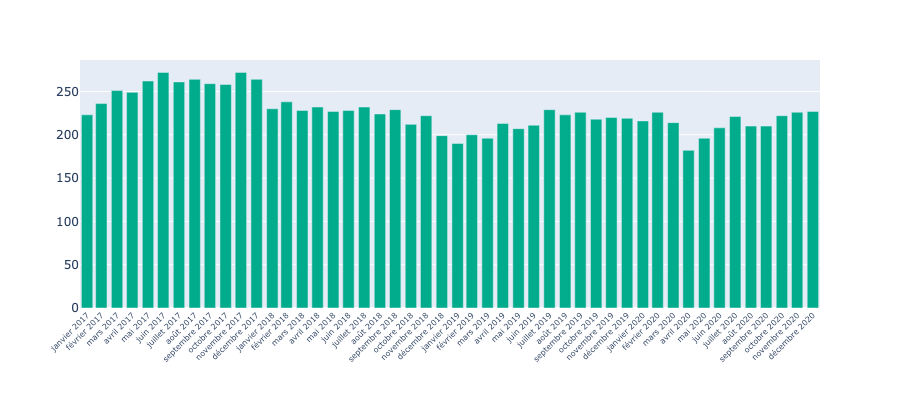 250
200
150
100
50
0
janvier 2017
février 2017
mars 2017
avril 2017
mai 2017
juin 2017
juillet 2017
août 2017
septembre 2017
octobre 2017
novembre 2017
décembre 2017
janvier 2018
février 2018
mars 2018
avril 2018
mai 2018
juin 2018
juillet 2018
août 2018
septembre 2018
octobre 2018
novembre 2018
décembre 2018
janvier 2019
février 2019
mars 2019
avril 2019
mai 2019
juin 2019
juillet 2019
août 2019
septembre 2019
octobre 2019
novembre 2019
décembre 2019
janvier 2020
février 2020
mars 2020
avril 2020
mai 2020
juin 2020
juillet 2020
août 2020
septembre 2020
octobre 2020
novembre 2020
décembre 2020